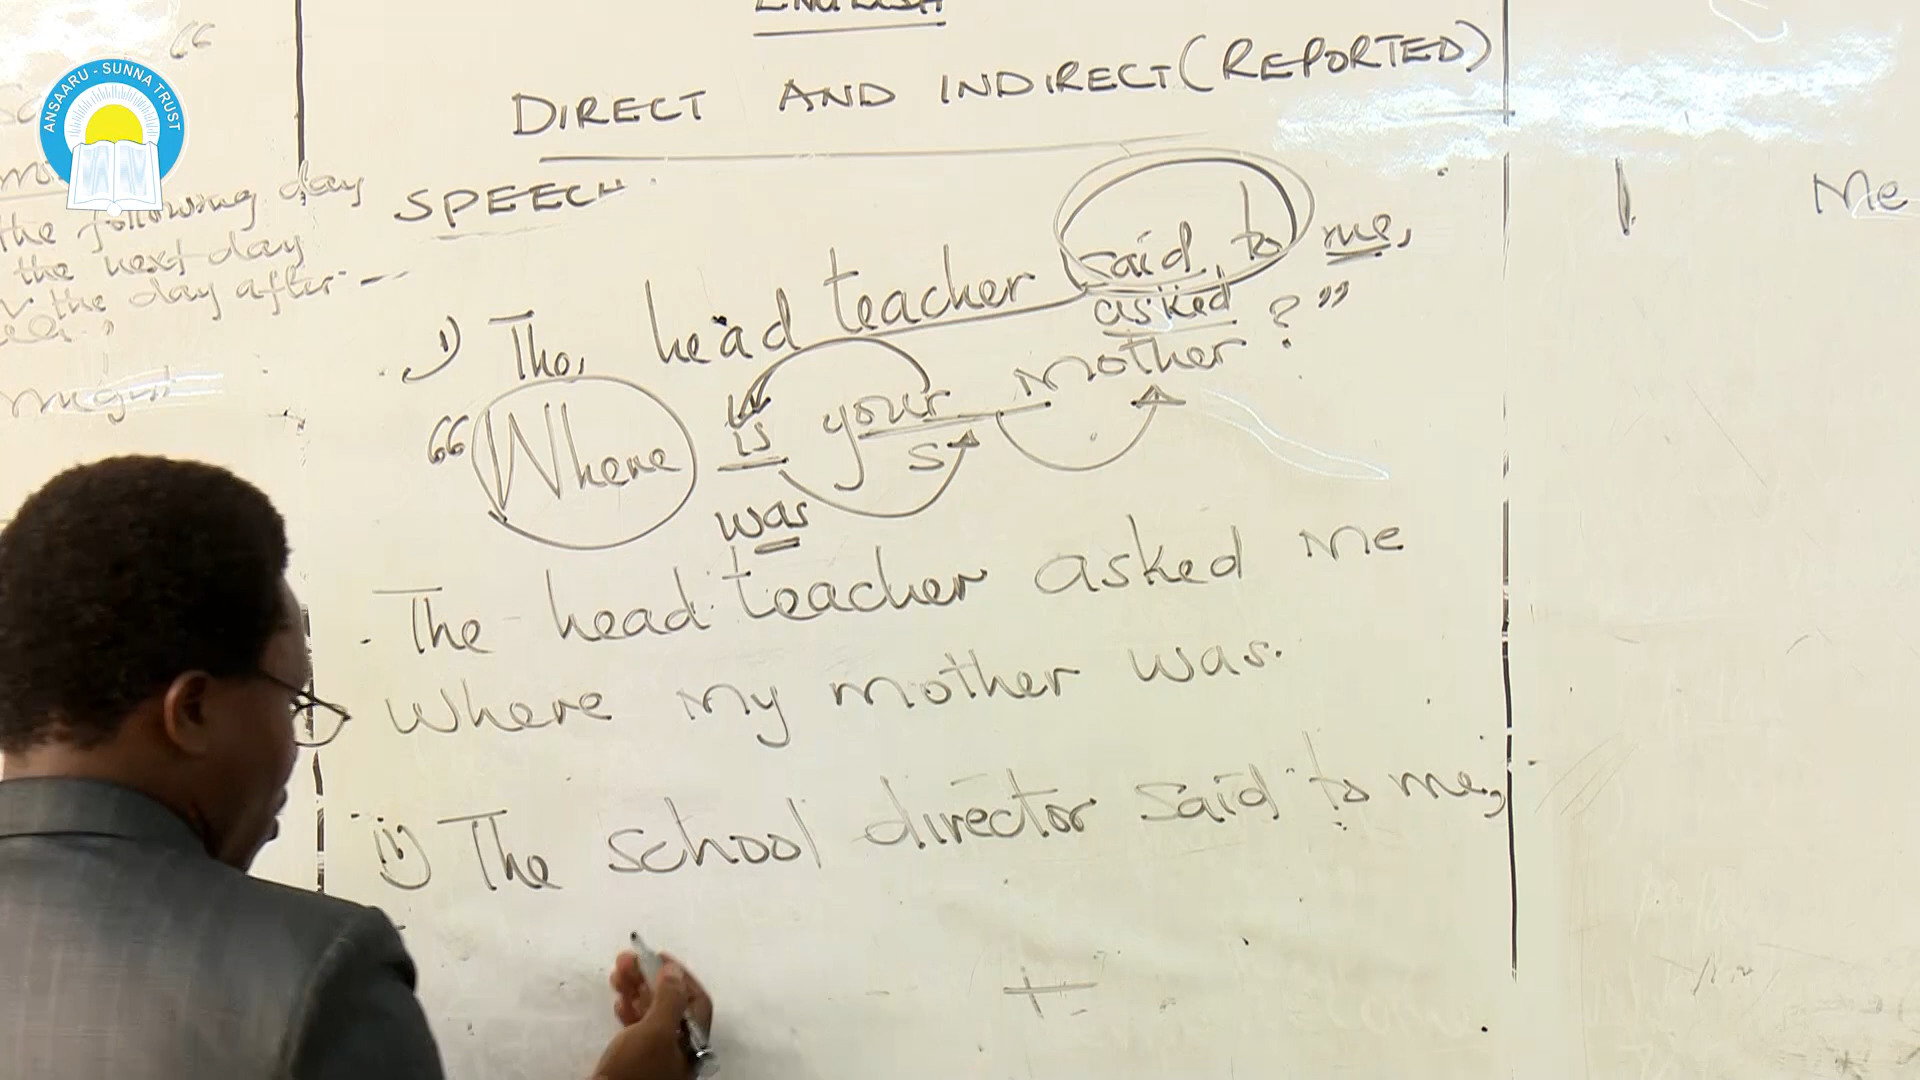 ANSAARU - SUNNA TRUST
ENGLISH
DIRECT AND INDIRECT (REPORTED)
SPEECH
the following day
the next day
the day after
i) The head teacher said to me,
asked
“Where is your mother?”
S
was
The head teacher asked me
where my mother was.
ii) The school director said to me,
Me